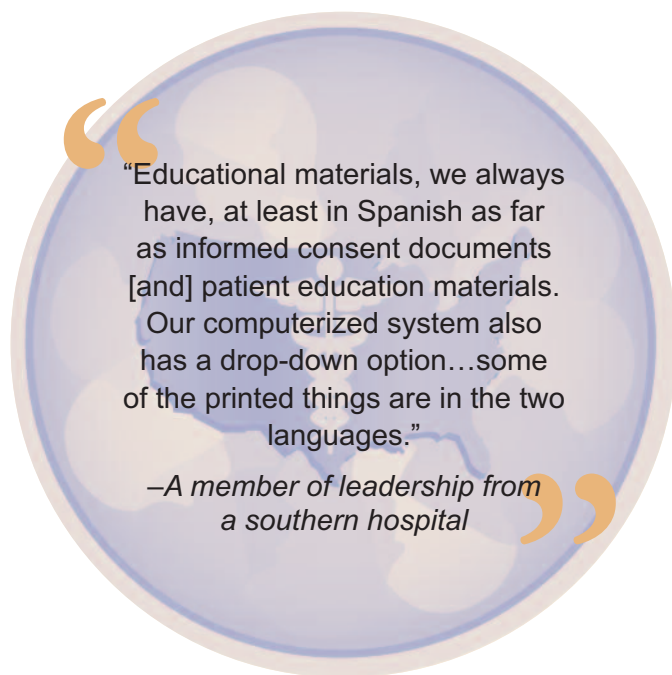 “Educational materials, we always
have, at least in Spanish as far
as informed consent documents
[and] patient education materials.
Our computerized system also
has a drop-down option…some
of the printed things are in the two
languages.”
–A member of leadership from
a southern hospital